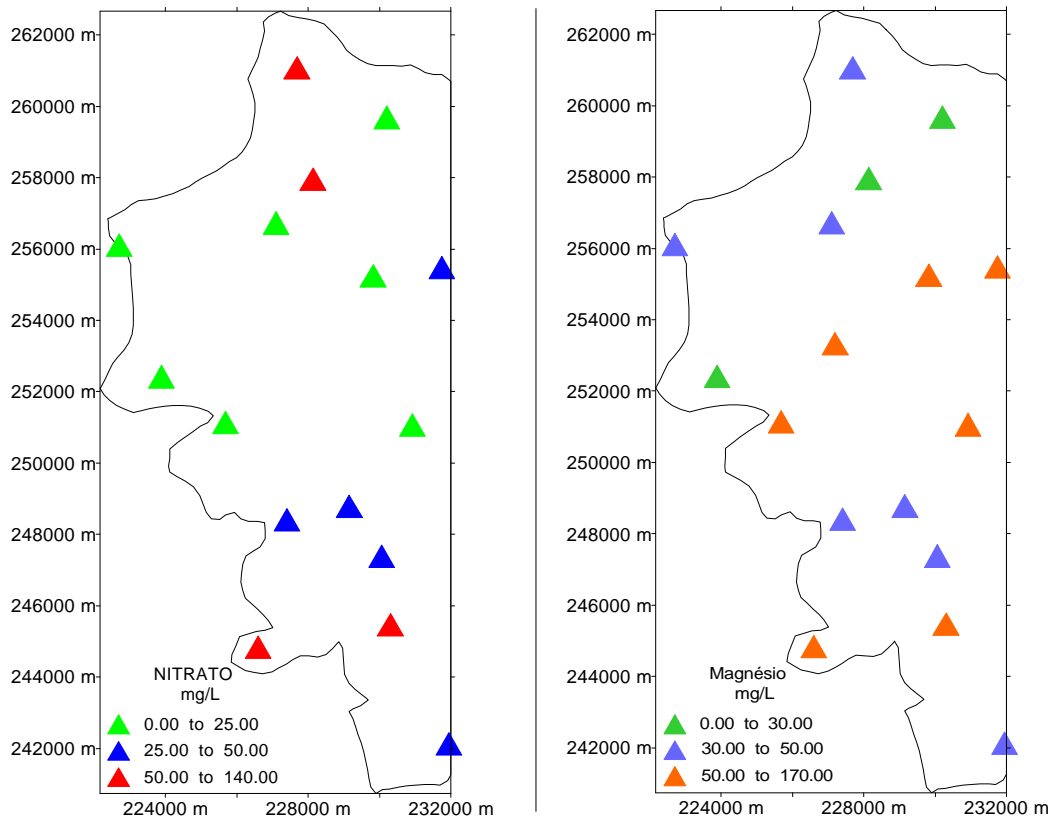 262000 m
260000 m
258000 m
256000 m
254000 m
252000 m
250000 m
248000 m
246000 m
244000 m
242000 m
NITRATO
mg/L
0.00 to 25.00
25.00 to 50.00
50.00 to 140.00
224000 m
228000 m
232000 m
262000 m
260000 m
258000 m
256000 m
254000 m
252000 m
250000 m
248000 m
246000 m
244000 m
242000 m
Magnésio
mg/L
0.00 to 30.00
30.00 to 50.00
50.00 to 170.00
224000 m
228000 m
232000 m